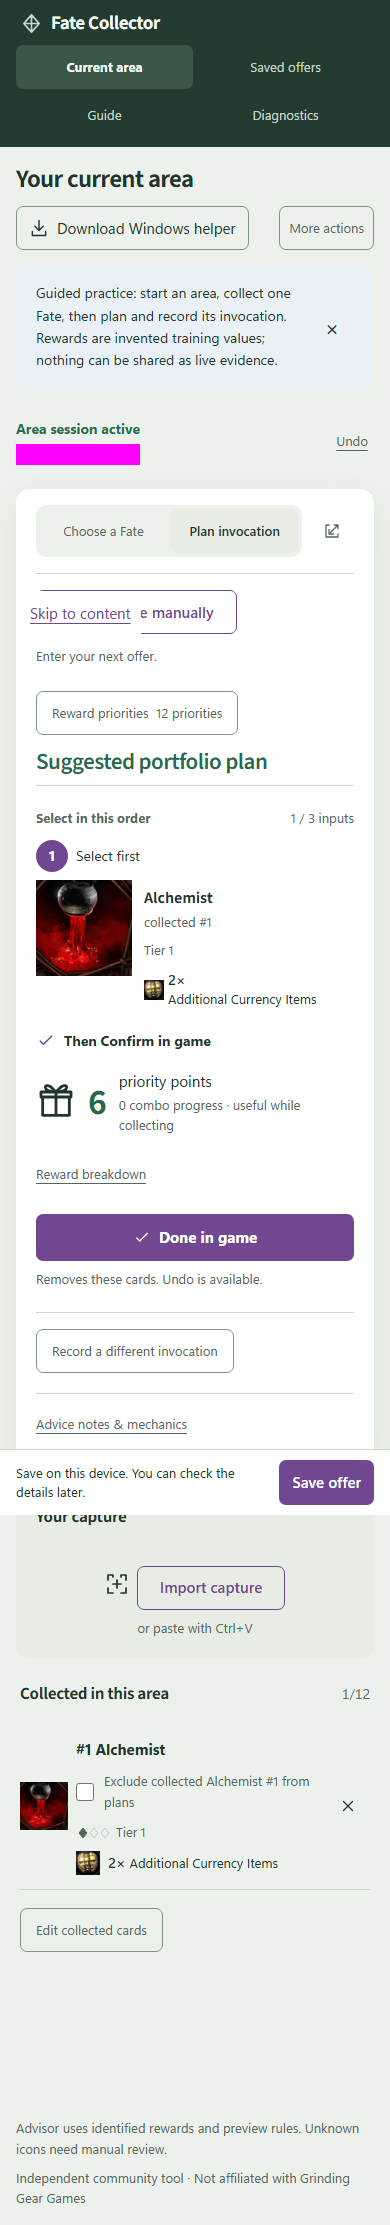 Fate Collector
Current area
Saved offers
Guide
Diagnostics
Your current area
Download Windows helper
More actions
Guided practice: start an area, collect one
Fate, then plan and record its invocation.
Rewards are invented training values;
nothing can be shared as live evidence.
Area session active
Undo
Choose a Fate
Plan invocation
Skip to content
e manually
Enter your next offer.
Reward priorities 12 priorities
Suggested portfolio plan
Select in this order
1 / 3 inputs
1 Select first
Alchemist
collected #1
Tier 1
2×
Additional Currency Items
Then Confirm in game
6
priority points
0 combo progress · useful while
collecting
Reward breakdown
Done in game
Removes these cards. Undo is available.
Record a different invocation
Advice notes & mechanics
Save on this device. You can check the
details later.
Save offer
Your capture
Import capture
or paste with Ctrl+V
Collected in this area
1/12
#1 Alchemist
Exclude collected Alchemist #1 from
plans
Tier 1
2× Additional Currency Items
Edit collected cards
Advisor uses identified rewards and preview rules. Unknown
icons need manual review.
Independent community tool · Not affiliated with Grinding
Gear Games